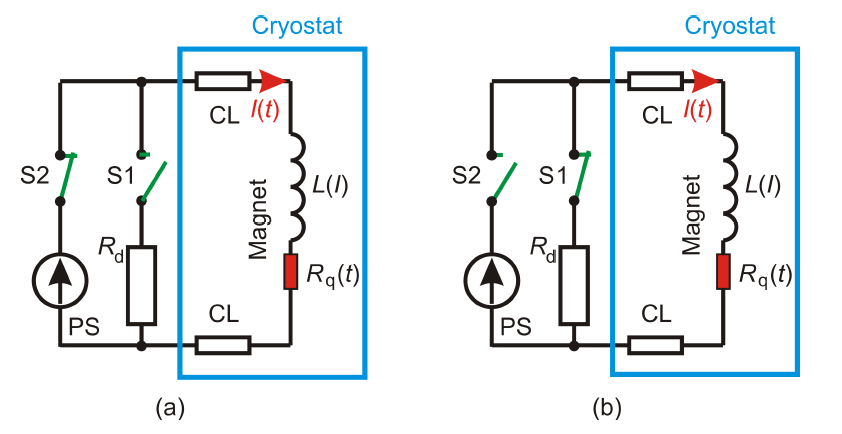 Cryostat
CL
I(t)
S2
S1
Magnet
L(I)
Rd
Rq(t)
PS
CL
(a)
Cryostat
CL
I(t)
S2
S1
Magnet
L(I)
Rd
Rq(t)
PS
CL
(b)